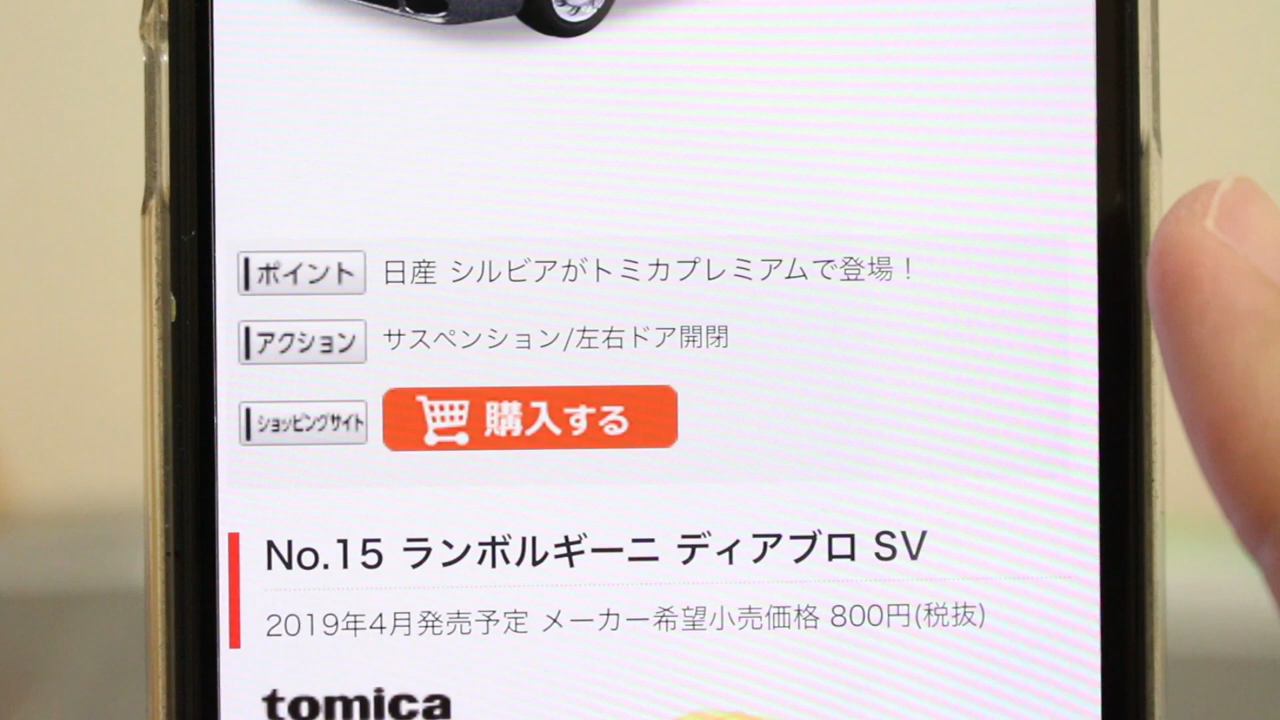 ポイント 日産 シルビアがトミカプレミアムで登場！
アクション サスペンション/左右ドア開閉
ショッピングサイト 購入する
No.15 ランボルギーニ ディアブロ SV
2019年4月発売予定 メーカー希望小売価格 800円(税抜)
tomica